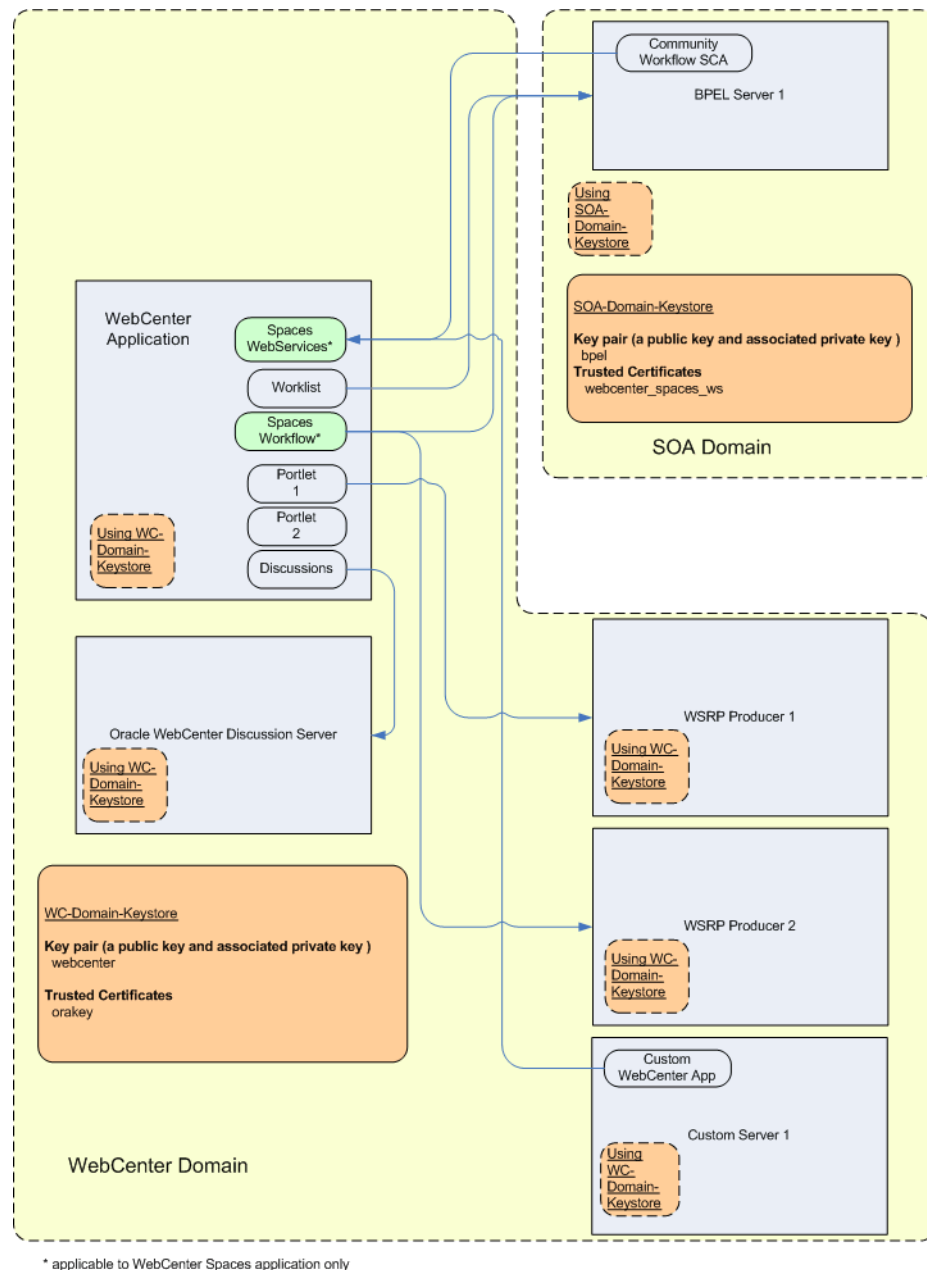 Community
Workflow SCA
BPEL Server 1
Using
SOA-
Domain-
Keystore
SOA-Domain-Keystore
Key pair (a public key and associated private key )
bpel
Trusted Certificates
webcenter_spaces_ws
SOA Domain
WebCenter
Application
Spaces
WebServices*
Worklist
Spaces
Workflow*
Portlet
1
Portlet
2
Discussions
Using WC-
Domain-
Keystore
Oracle WebCenter Discussion Server
Using WC-
Domain-
Keystore
WC-Domain-Keystore
Key pair (a public key and associated private key )
webcenter
Trusted Certificates
orakey
WSRP Producer 1
Using WC-
Domain-
Keystore
WSRP Producer 2
Using WC-
Domain-
Keystore
Custom
WebCenter App
Custom Server 1
Using
WC-
Domain-
Keystore
WebCenter Domain
* applicable to WebCenter Spaces application only